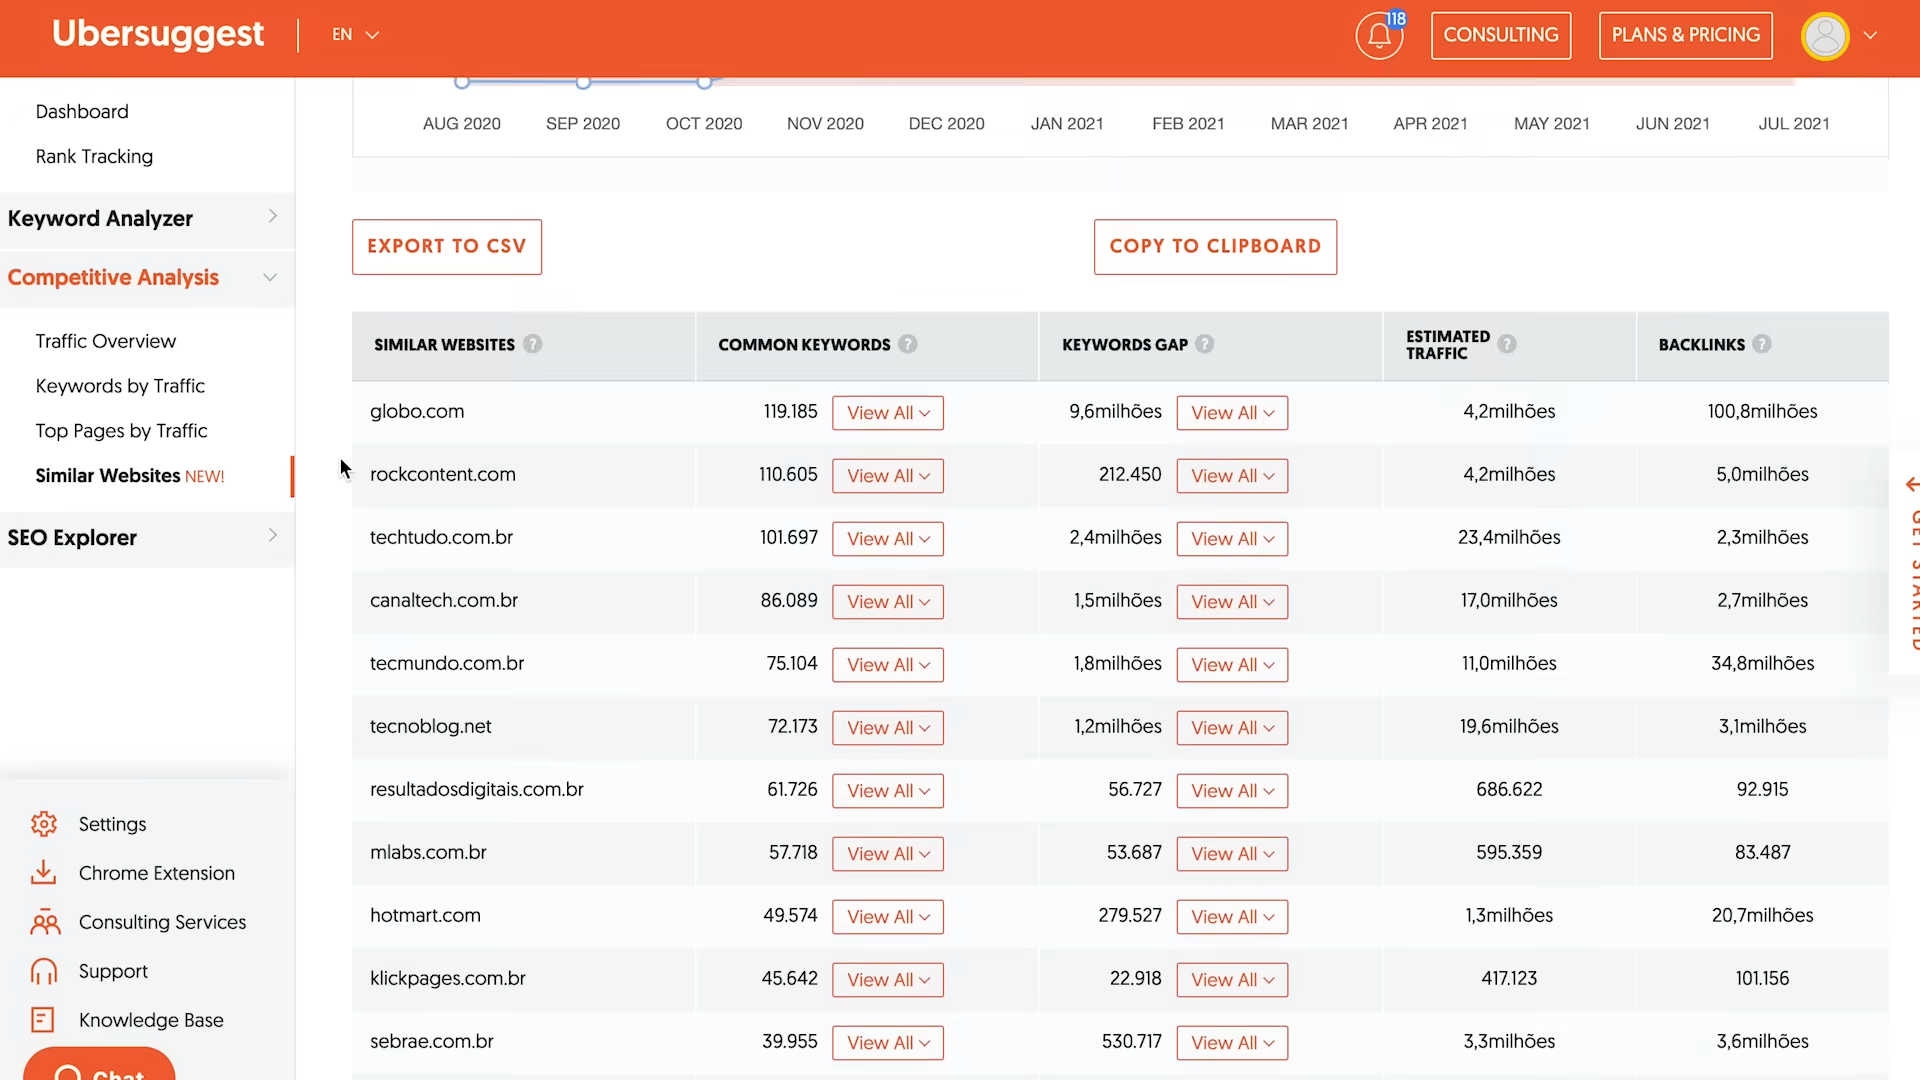 Ubersuggest
EN
118
CONSULTING
PLANS & PRICING
Dashboard
Rank Tracking
Keyword Analyzer
Competitive Analysis
Traffic Overview
Keywords by Traffic
Top Pages by Traffic
Similar Websites NEW!
SEO Explorer
Settings
Chrome Extension
Consulting Services
Support
Knowledge Base
Chat
AUG 2020 SEP 2020 OCT 2020 NOV 2020 DEC 2020 JAN 2021 FEB 2021 MAR 2021 APR 2021 MAY 2021 JUN 2021 JUL 2021
EXPORT TO CSV
COPY TO CLIPBOARD
SIMILAR WEBSITES ? COMMON KEYWORDS ? KEYWORDS GAP ? ESTIMATED TRAFFIC ? BACKLINKS ?
globo.com 119.185 View All 9,6milhões View All 4,2milhões 100,8milhões
rockcontent.com 110.605 View All 212.450 View All 4,2milhões 5,0milhões
techtudo.com.br 101.697 View All 2,4milhões View All 23,4milhões 2,3milhões
canaltech.com.br 86.089 View All 1,5milhões View All 17,0milhões 2,7milhões
tecmundo.com.br 75.104 View All 1,8milhões View All 11,0milhões 34,8milhões
tecnoblog.net 72.173 View All 1,2milhões View All 19,6milhões 3,1milhões
resultadosdigitais.com.br 61.726 View All 56.727 View All 686.622 92.915
mlabs.com.br 57.718 View All 53.687 View All 595.359 83.487
hotmart.com 49.574 View All 279.527 View All 1,3milhões 20,7milhões
klickpages.com.br 45.642 View All 22.918 View All 417.123 101.156
sebrae.com.br 39.955 View All 530.717 View All 3,3milhões 3,6milhões
GET STARTED